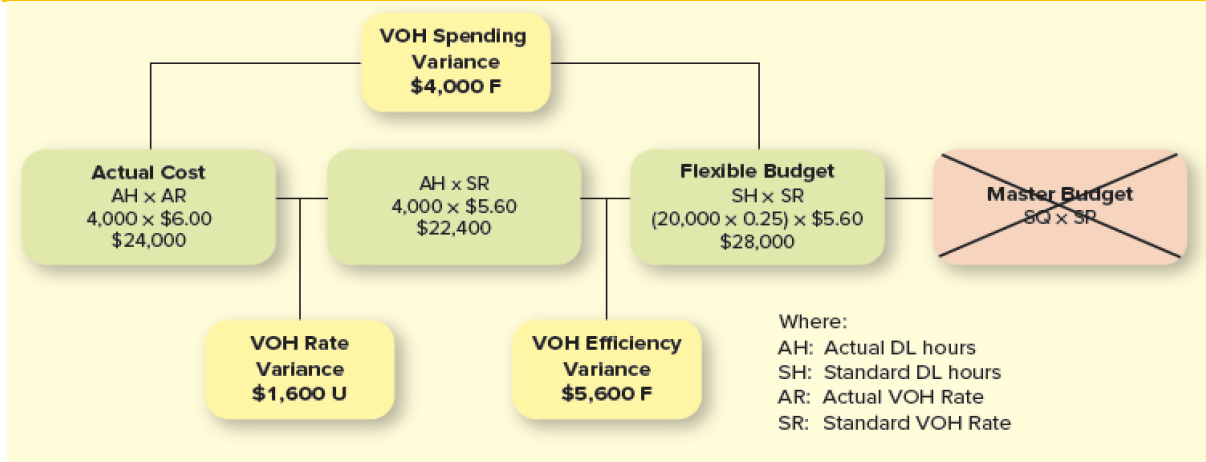 VOH Spending
Variance
$4,000 F
Actual Cost
AH x AR
4,000 x $6.00
$24,000
AH x SR
4,000 x $5.60
$22,400
Flexible Budget
SH x SR
(20,000 x 0.25) x $5.60
$28,000
Master Budget
SQ x SP
VOH Rate
Variance
$1,600 U
VOH Efficiency
Variance
$5,600 F
Where:
AH: Actual DL hours
SH: Standard DL hours
AR: Actual VOH Rate
SR: Standard VOH Rate